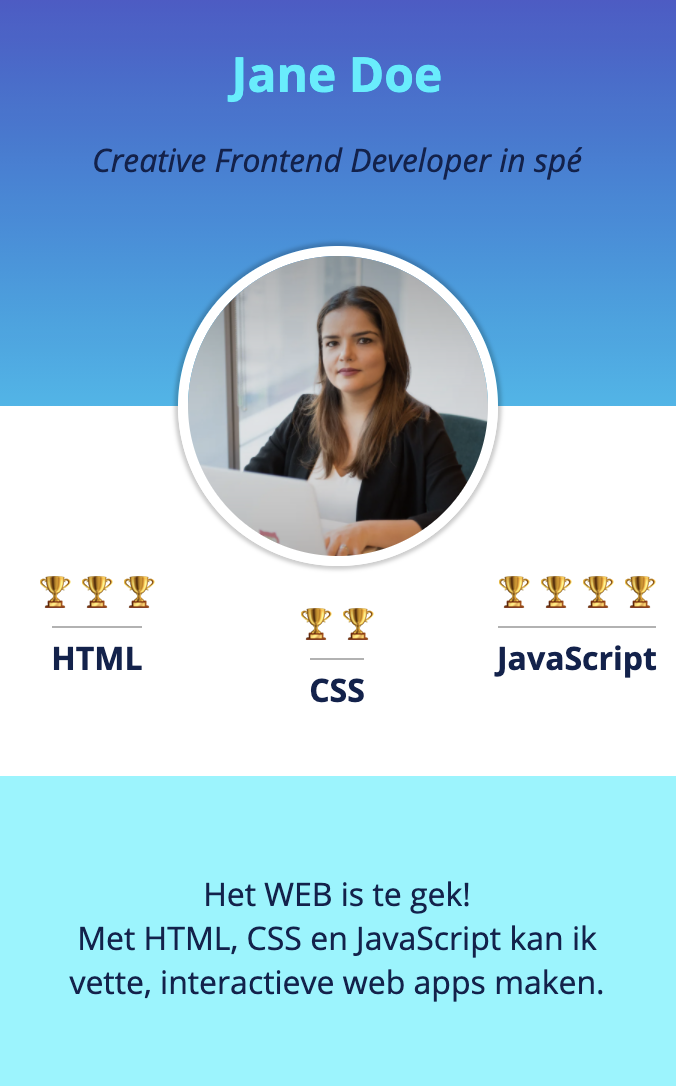 Jane Doe
Creative Frontend Developer in spé
🏆 🏆 🏆
HTML
🏆 🏆
CSS
🏆 🏆 🏆 🏆
JavaScript
Het WEB is te gek!
Met HTML, CSS en JavaScript kan ik
vette, interactieve web apps maken.